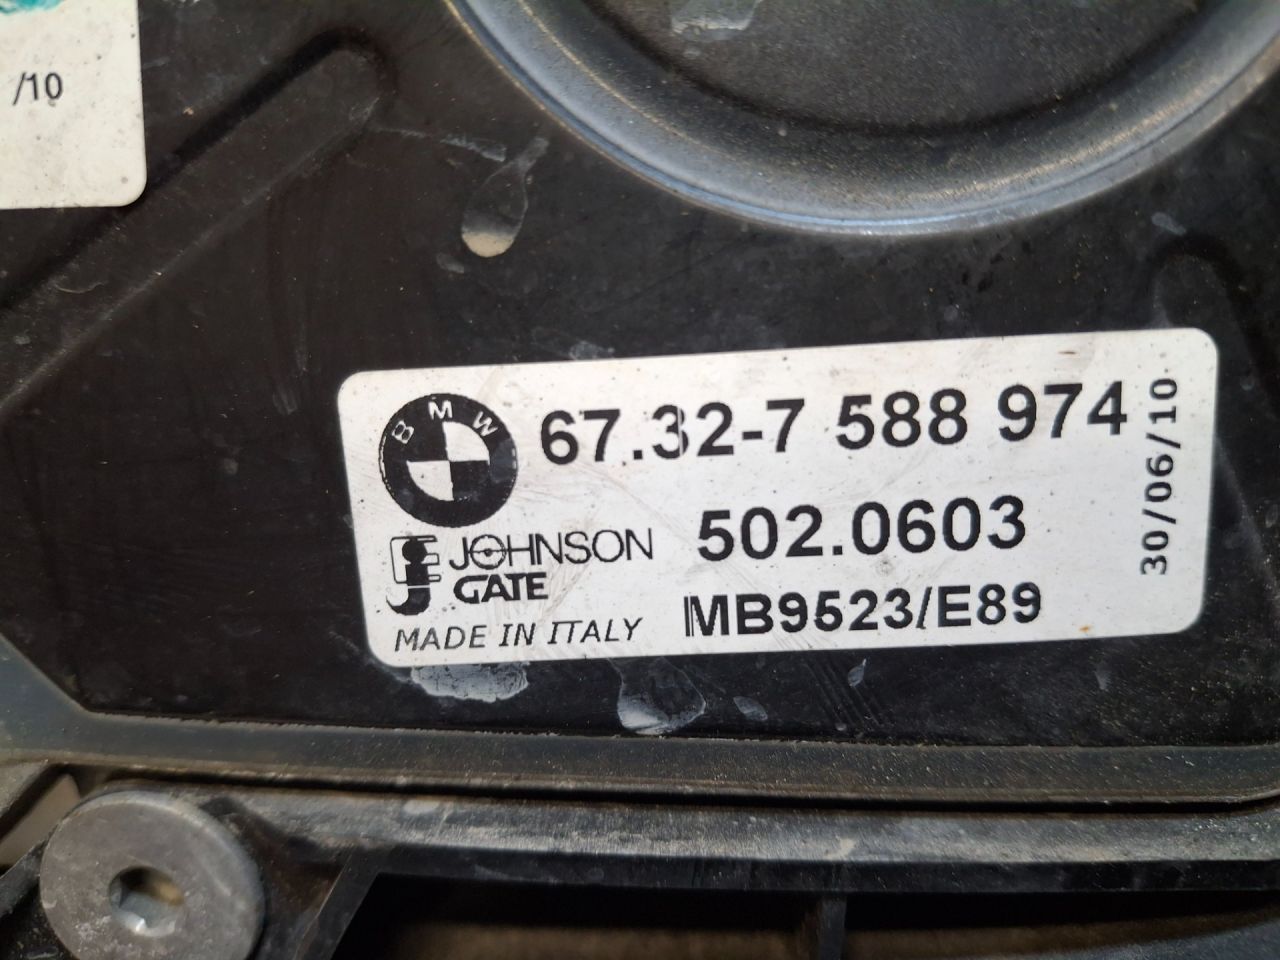 /10
BMW
67.32-7 588 974
30/06/10
JOHNSON
GATE
502.0603
MADE IN ITALY
MB9523/E89